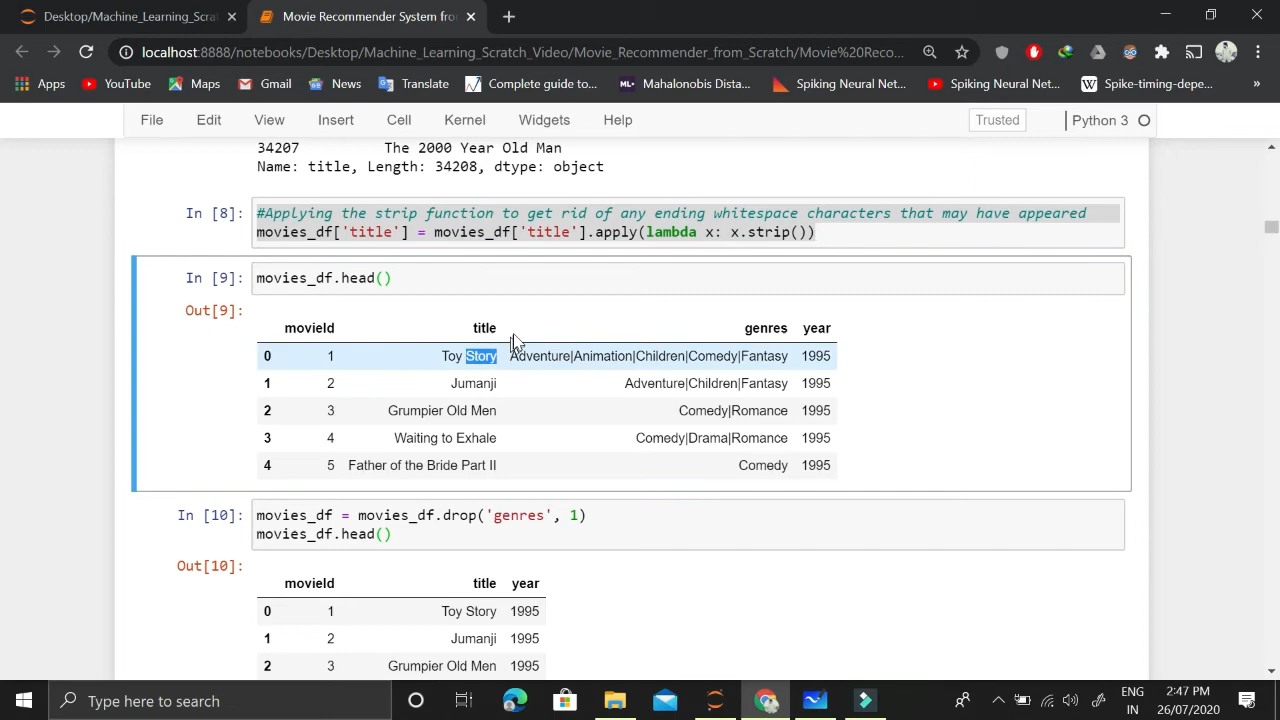 Desktop/Machine_Learning_Scrat
Movie Recommender System from
localhost:8888/notebooks/Desktop/Machine_Learning_Scratch_Video/Movie_Recommender_from_Scratch/Movie%20Reco...
Apps YouTube Maps Gmail News Translate Complete guide to... ML+ Mahalonobis Dista... Spiking Neural Net... Spiking Neural Net... W Spike-timing-depe... »
File Edit View Insert Cell Kernel Widgets Help Trusted Python 3
34207 The 2000 Year Old Man
Name: title, Length: 34208, dtype: object
In [8]: #Applying the strip function to get rid of any ending whitespace characters that may have appeared
movies_df['title'] = movies_df['title'].apply(lambda x: x.strip())
In [9]: movies_df.head()
Out[9]:
movieId title genres year
0 1 Toy Story Adventure|Animation|Children|Comedy|Fantasy 1995
1 2 Jumanji Adventure|Children|Fantasy 1995
2 3 Grumpier Old Men Comedy|Romance 1995
3 4 Waiting to Exhale Comedy|Drama|Romance 1995
4 5 Father of the Bride Part II Comedy 1995
In [10]: movies_df = movies_df.drop('genres', 1)
movies_df.head()
Out[10]:
movieId title year
0 1 Toy Story 1995
1 2 Jumanji 1995
2 3 Grumpier Old Men 1995
Type here to search
ENG
IN
2:47 PM
26/07/2020